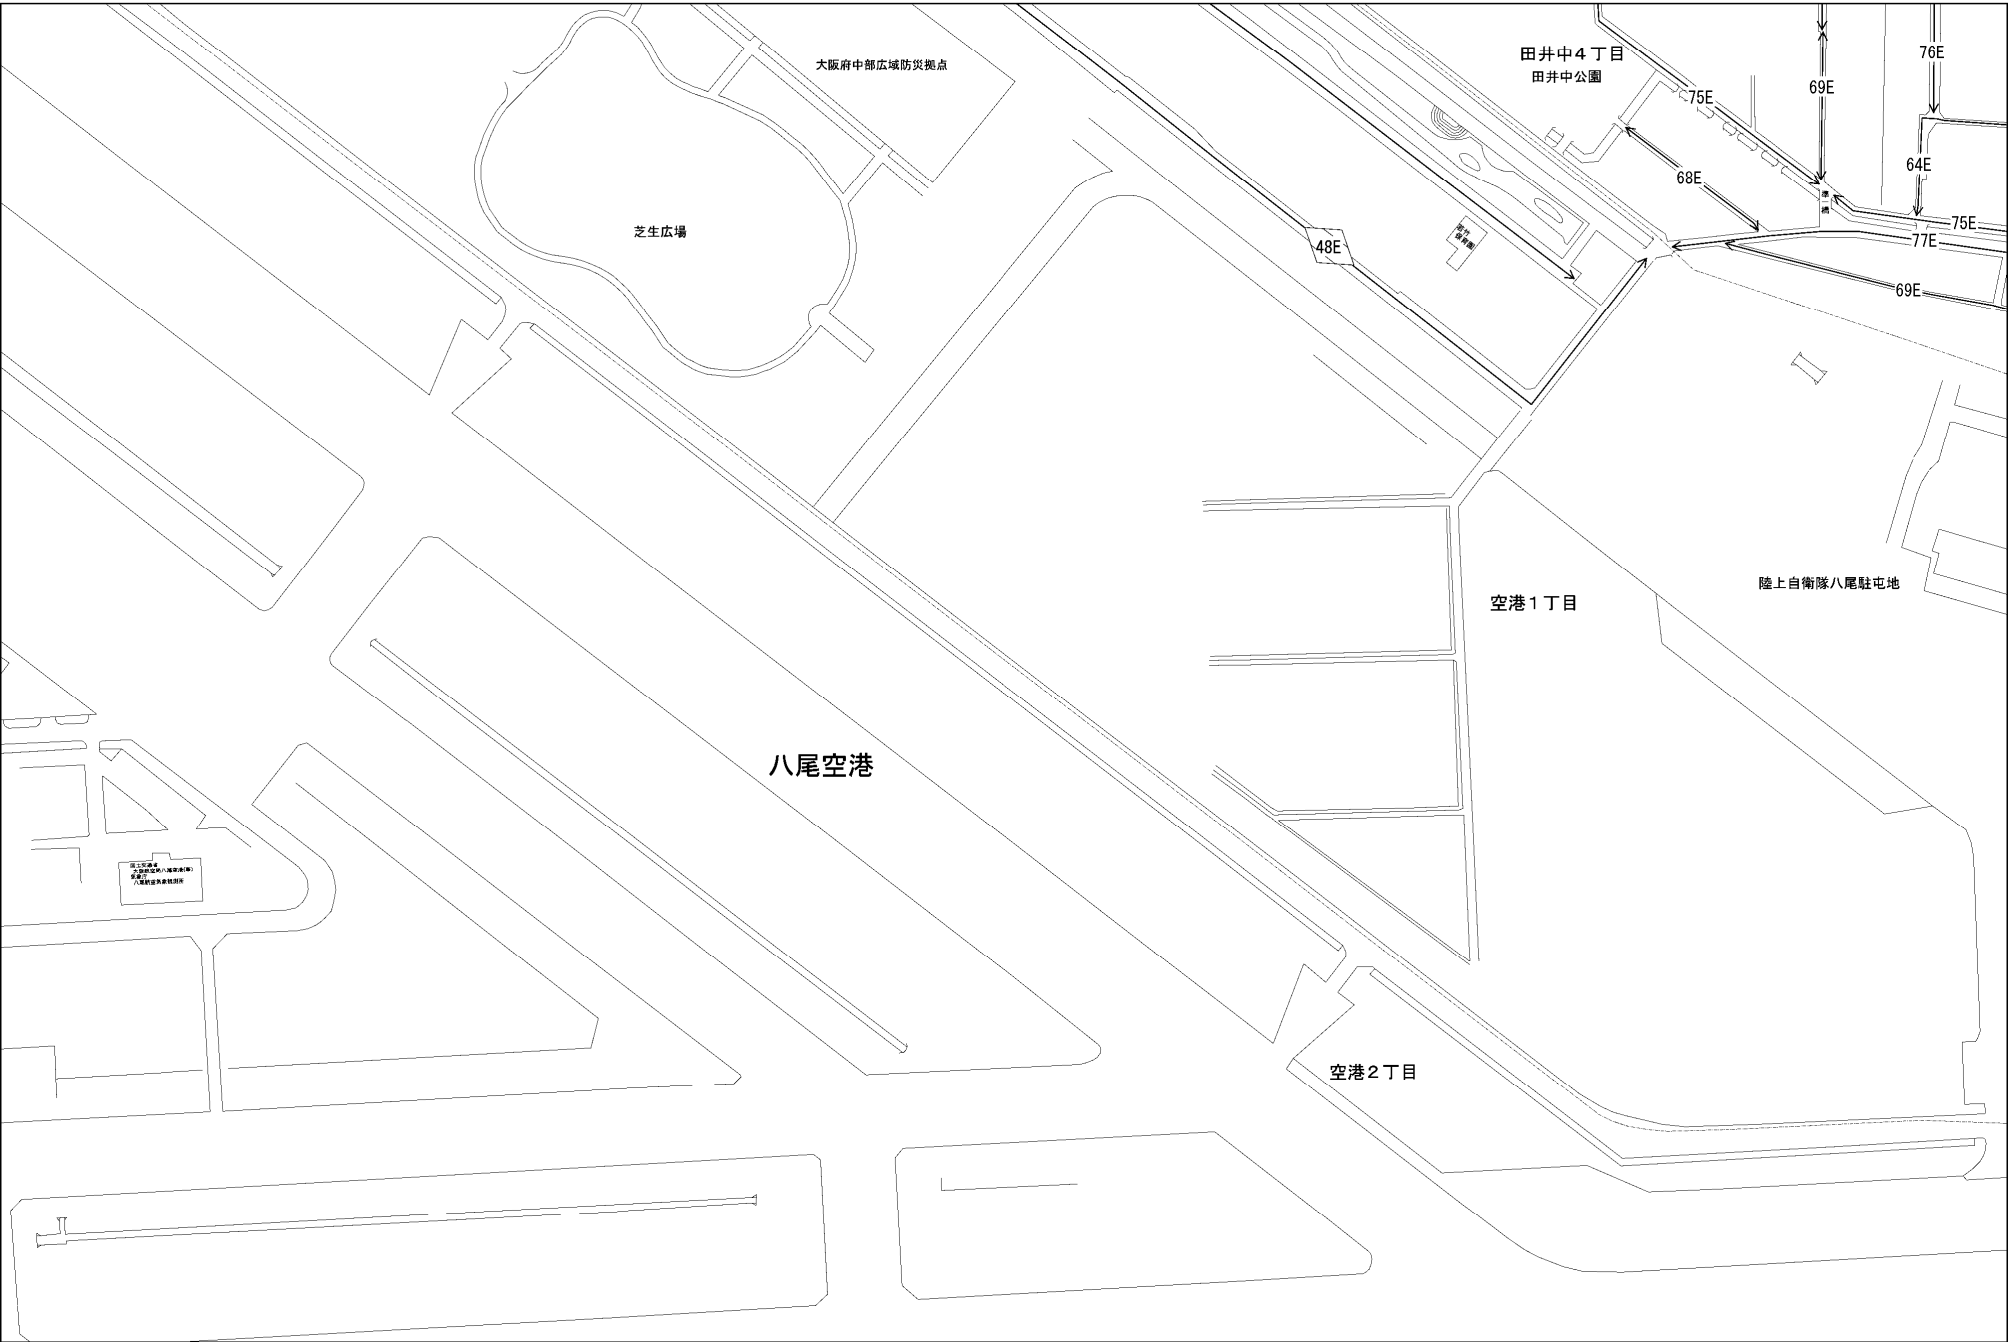 田井中４丁目
田井中公園
大阪府中部広域防災拠点
76E
69E
75E
64E
68E
75E
77E
芝生広場
48E
69E
陸上自衛隊八尾駐屯地
空港１丁目
八尾空港
空港２丁目